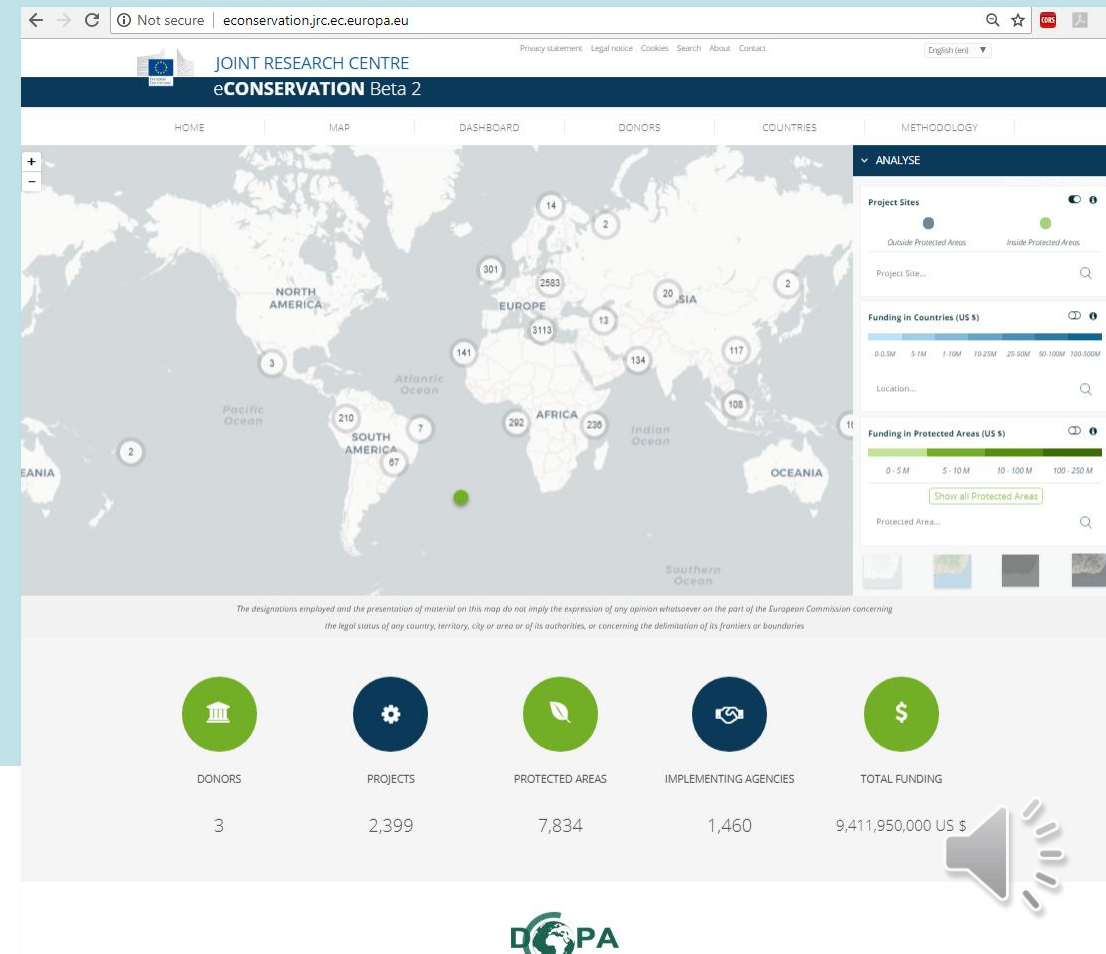 Not secure | econservation.jrc.ec.europa.eu
CORS
Privacy statement Legal notice Cookies Search About Contact
English (en) ▼
JOINT RESEARCH CENTRE
eCONSERVATION Beta 2
HOME MAP DASHBOARD DONORS COUNTRIES METHODOLOGY
+
−
ANALYSE
Project Sites
Outside Protected Areas Inside Protected Areas
Project Site...
Funding in Countries (US $)
0-0.5M 5-1M 1-10M 10-25M 25-50M 50-100M 100-500M
Location...
Funding in Protected Areas (US $)
0 - 5 M 5 - 10 M 10 - 100 M 100 - 250 M
Show all Protected Areas
Protected Area...
14
2
301
2583
2
NORTH
AMERICA
20
SIA
EUROPE
13
3113
141
117
134
3
Atlantic
Ocean
108
Pacific
Ocean
210
7
292
AFRICA
236
Indian
Ocean
16
SOUTH
AMERICA
2
67
EANIA
OCEANIA
Southern
Ocean
The designations employed and the presentation of material on this map do not imply the expression of any opinion whatsoever on the part of the European Commission concerning
the legal status of any country, territory, city or area or of its authorities, or concerning the delimitation of its frontiers or boundaries
$
DONORS PROJECTS PROTECTED AREAS IMPLEMENTING AGENCIES TOTAL FUNDING
3 2,399 7,834 1,460 9,411,950,000 US $
DOPA